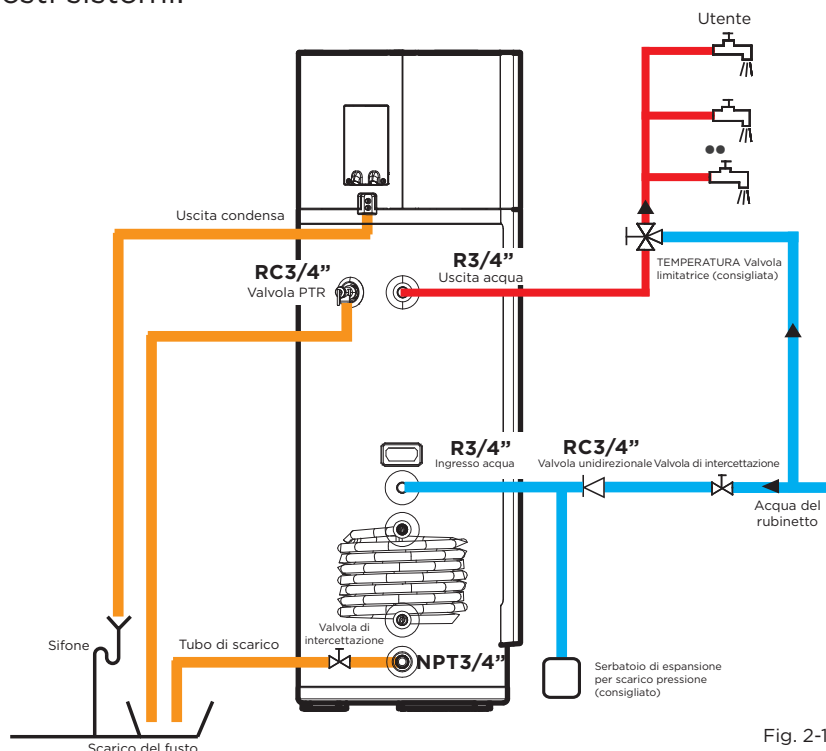 Utente
Uscita condensa
RC3/4”
Valvola PTR
R3/4”
Uscita acqua
TEMPERATURA Valvola
limitatrice (consigliata)
R3/4”
Ingresso acqua
RC3/4”
Valvola unidirezionale
Valvola di intercettazione
Acqua del
rubinetto
Valvola di
intercettazione
Sifone
Tubo di scarico
NPT3/4”
Serbatoio di espansione
per scarico pressione
(consigliato)
Scarico del fusto
Fig. 2-1